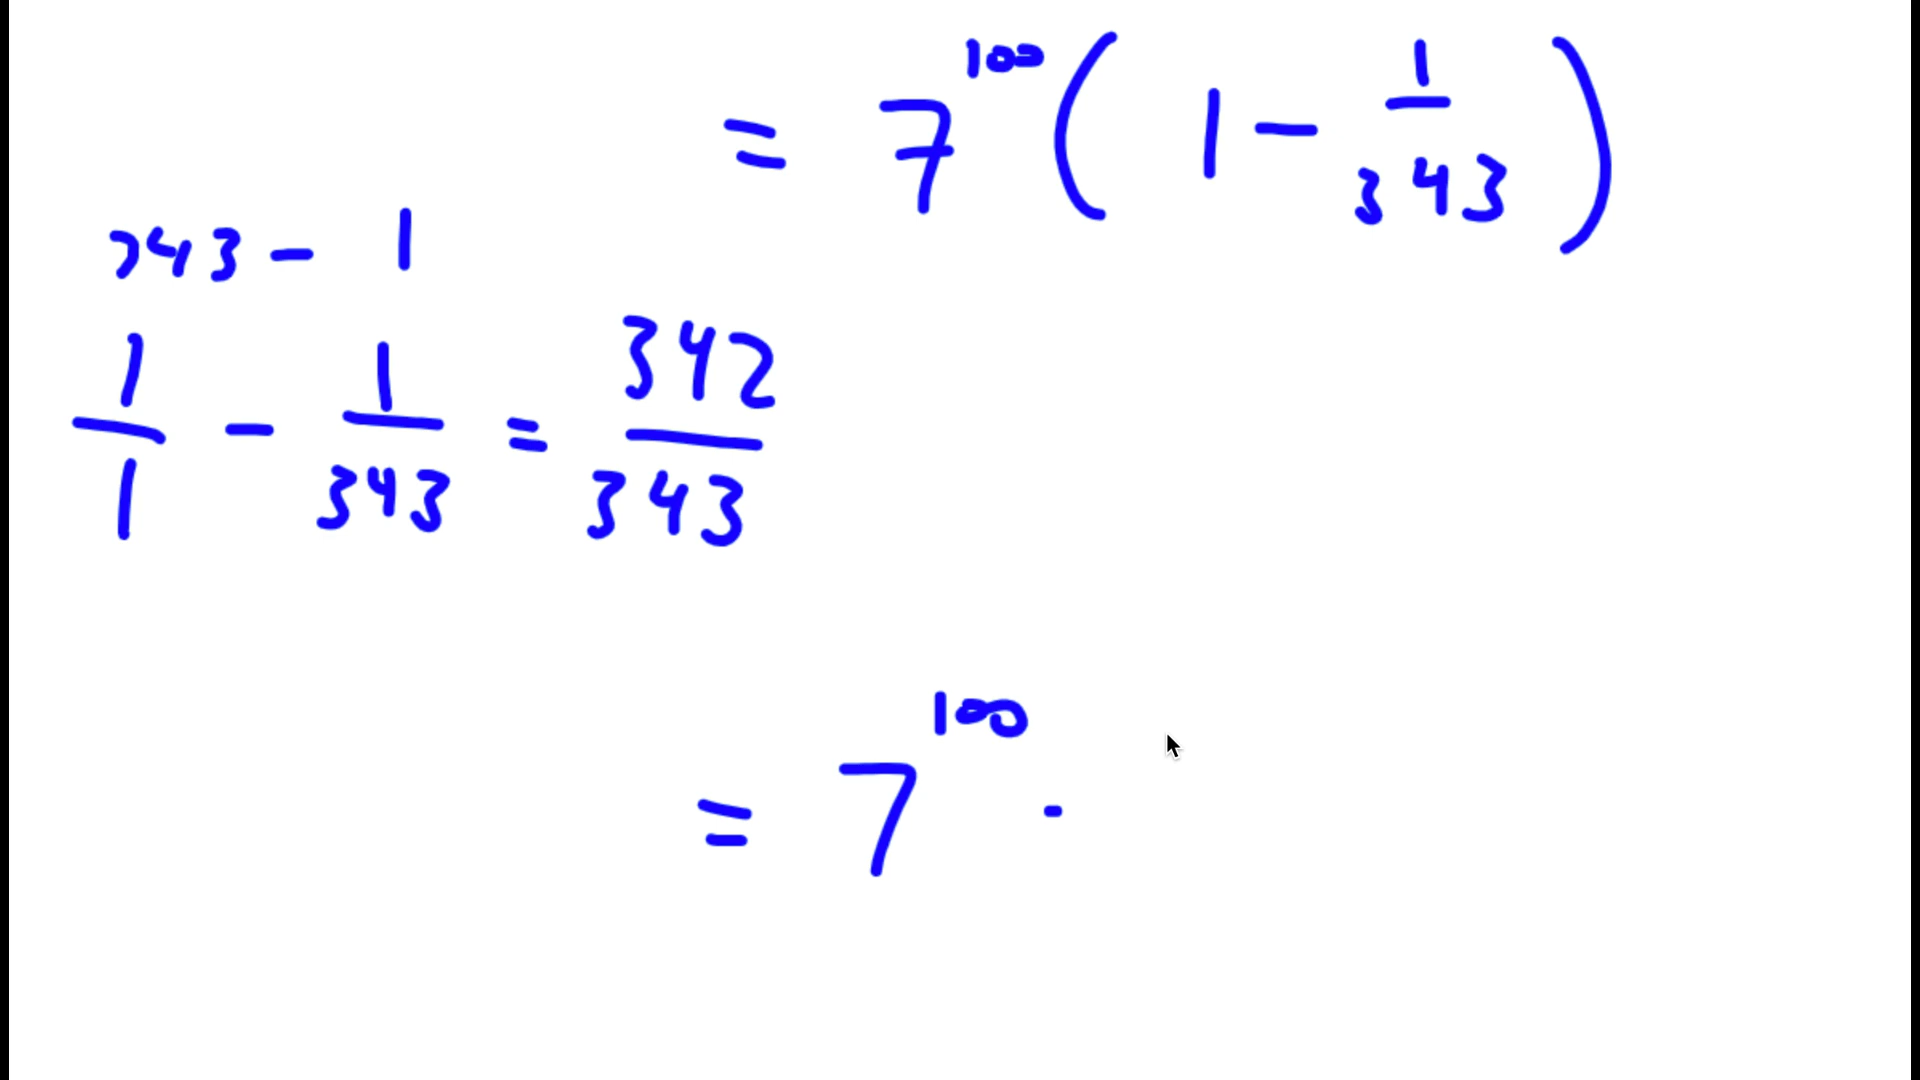 = 7^100 ( 1 - 1/343 )
343 - 1
1/1 - 1/343 = 342/343
= 7^100 ·